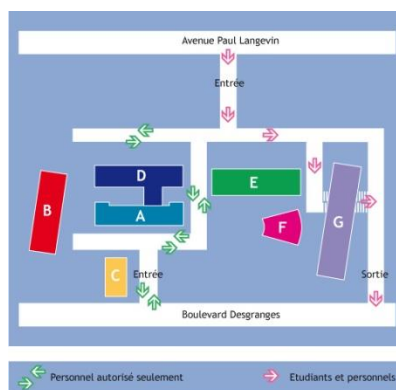 Avenue Paul Langevin
Entrée
D
E
B
A
F
G
C
Entrée
Sortie
Boulevard Desgranges
Personnel autorisé seulement
Etudiants et personnels